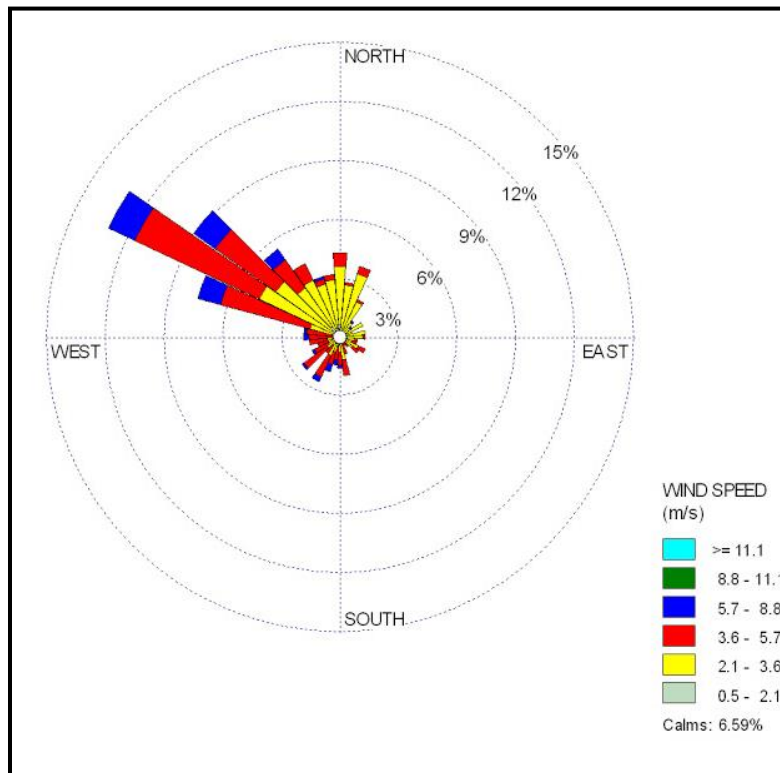 NORTH
15%
12%
9%
6%
3%
WEST
EAST
SOUTH
WIND SPEED
(m/s)
>= 11.1
8.8 - 11.1
5.7 - 8.8
3.6 - 5.7
2.1 - 3.6
0.5 - 2.1
Calms: 6.59%